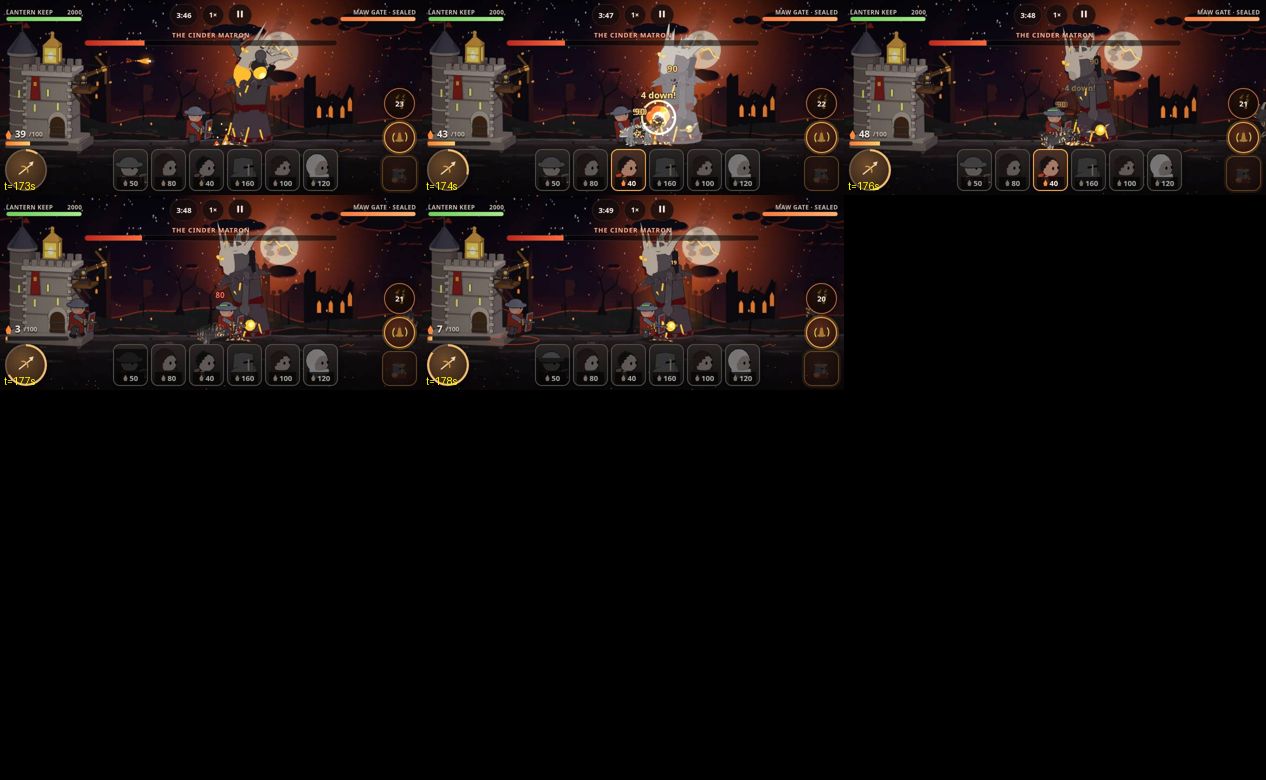 LANTERN KEEP 2000 3:46 1× MAW GATE · SEALED
THE CINDER MATRON
23
39 /100
50 80 40 160 100 120
t=173s
LANTERN KEEP 2000 3:47 1× MAW GATE · SEALED
THE CINDER MATRON
90
4 down!
90
22
43 /100
50 80 40 160 100 120
t=174s
LANTERN KEEP 2000 3:48 1× MAW GATE · SEALED
THE CINDER MATRON
90
4 down!
90
21
48 /100
50 80 40 160 100 120
t=176s
LANTERN KEEP 2000 3:48 1× MAW GATE · SEALED
THE CINDER MATRON
80
21
3 /100
50 80 40 160 100 120
t=177s
LANTERN KEEP 2000 3:49 1× MAW GATE · SEALED
THE CINDER MATRON
19
20
7 /100
50 80 40 160 100 120
t=178s